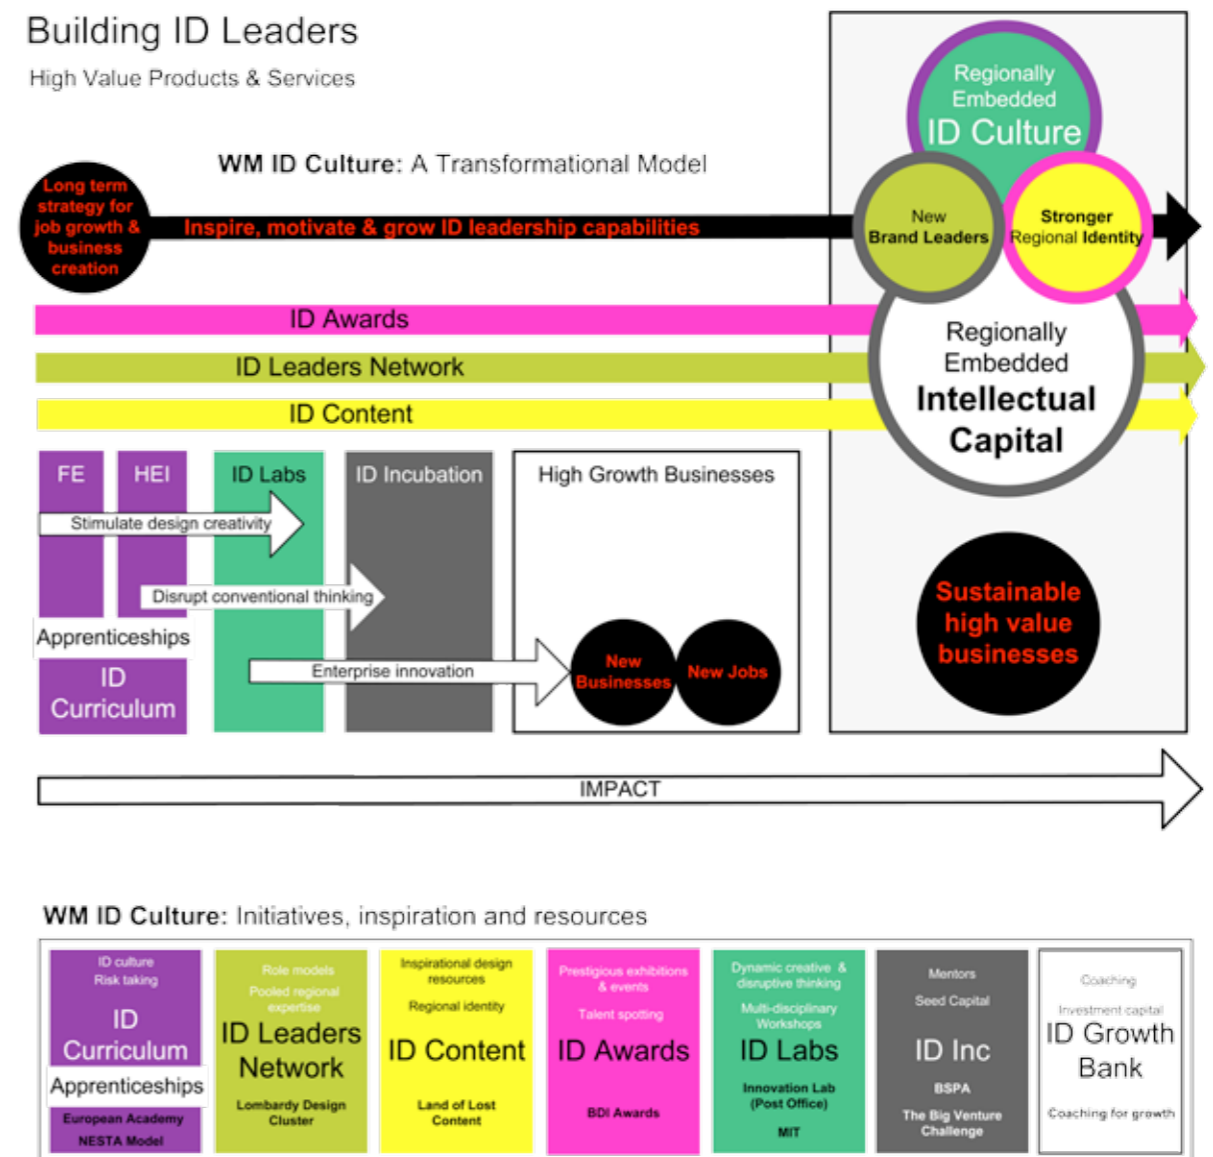 Building ID Leaders
High Value Products & Services
WM ID Culture: A Transformational Model
Long term
strategy for
job growth &
business
creation
Inspire, motivate & grow ID leadership capabilities
Regionally
Embedded
ID Culture
New
Brand Leaders
Stronger
Regional Identity
ID Awards
ID Leaders Network
ID Content
Regionally
Embedded
Intellectual
Capital
FE
HEI
ID Labs
ID Incubation
High Growth Businesses
Stimulate design creativity
Disrupt conventional thinking
Apprenticeships
Enterprise innovation
ID
Curriculum
New
Businesses
New Jobs
Sustainable
high value
businesses
IMPACT
WM ID Culture: Initiatives, inspiration and resources
ID culture
Risk taking
ID
Curriculum
Apprenticeships
European Academy
NESTA Model
Role models
Pooled regional
expertise
ID Leaders
Network
Lombardy Design
Cluster
Inspirational design
resources
Regional identity
ID Content
Land of Lost
Content
Prestigious exhibitions
& events
Talent spotting
ID Awards
BDI Awards
Dynamic creative &
disruptive thinking
Multi-disciplinary
Workshops
ID Labs
Innovation Lab
(Post Office)
MIT
Mentors
Seed Capital
ID Inc
BSPA
The Big Venture
Challenge
Coaching
Investment capital
ID Growth
Bank
Coaching for growth